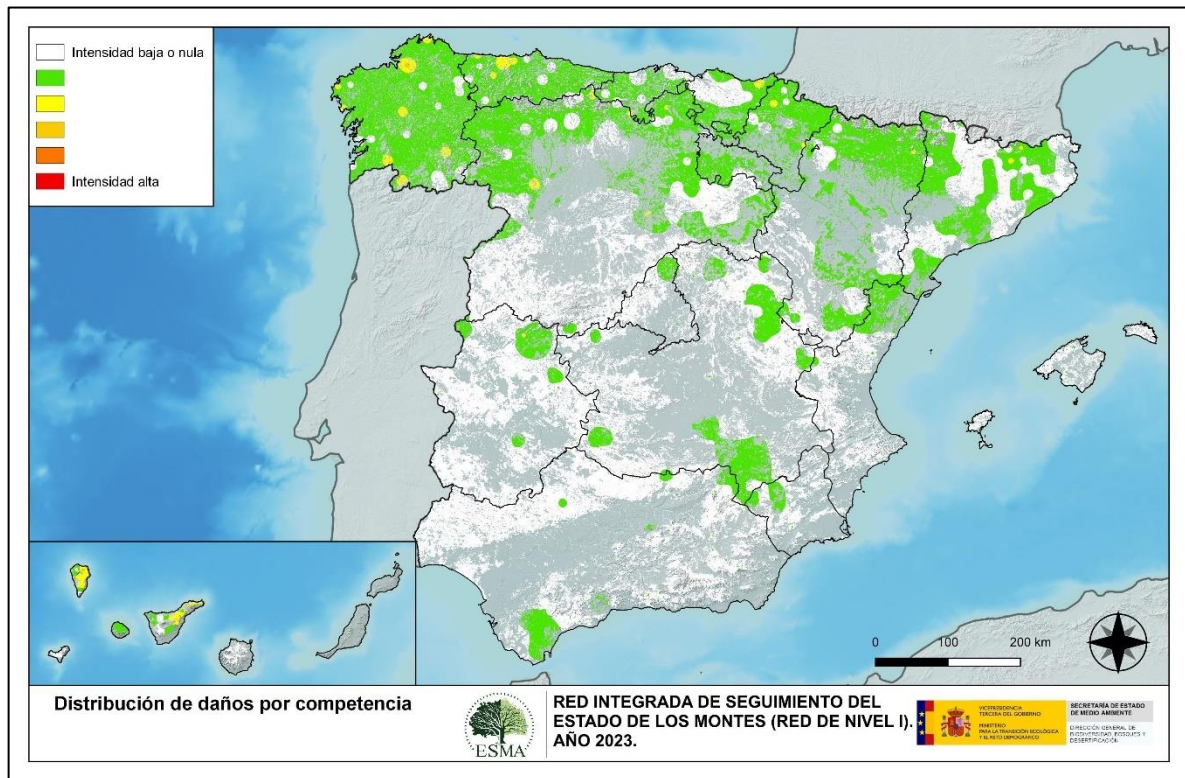 Intensidad baja o nula
Intensidad alta
0 100 200 km
Distribución de daños por competencia
ESMA
RED INTEGRADA DE SEGUIMIENTO DEL
ESTADO DE LOS MONTES (RED DE NIVEL I).
AÑO 2023.
VICEPRESIDENCIA
TERCERA DEL GOBIERNO
MINISTERIO
PARA LA TRANSICIÓN ECOLÓGICA
Y EL RETO DEMOGRÁFICO
SECRETARÍA DE ESTADO
DE MEDIO AMBIENTE
DIRECCIÓN GENERAL DE
BIODIVERSIDAD, BOSQUES Y
DESERTIFICACIÓN